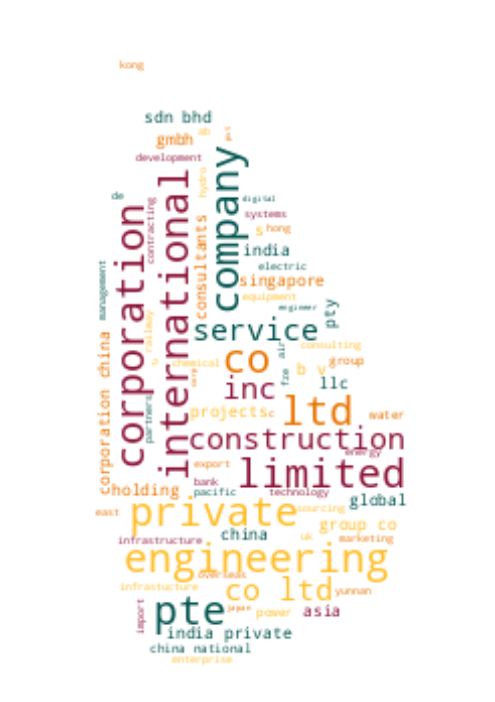 kong
sdn bhd
ab
gmbh
development
hydro
de
digital
contracting
systems
company
international
corporation
consultants
s
hong
india
management
electric
singapore
equipment
engineer
pty
service
railway
air
consulting
co
chemical
group
b v
fze
corp
inc
llc
corporation china
partners
projects
c
ltd
water
construction
energy
export
limited
bank
holding
pacific
technology
global
east
private
sourcing
group co
china
uk
marketing
infrastructure
engineering
overseas
infrastucture
co ltd
yunnan
import
pte
japan
power
asia
india private
china national
enterprise